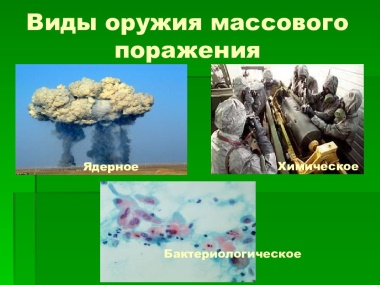 Виды оружия массового
поражения
Ядерное
Химическое
Бактериологическое